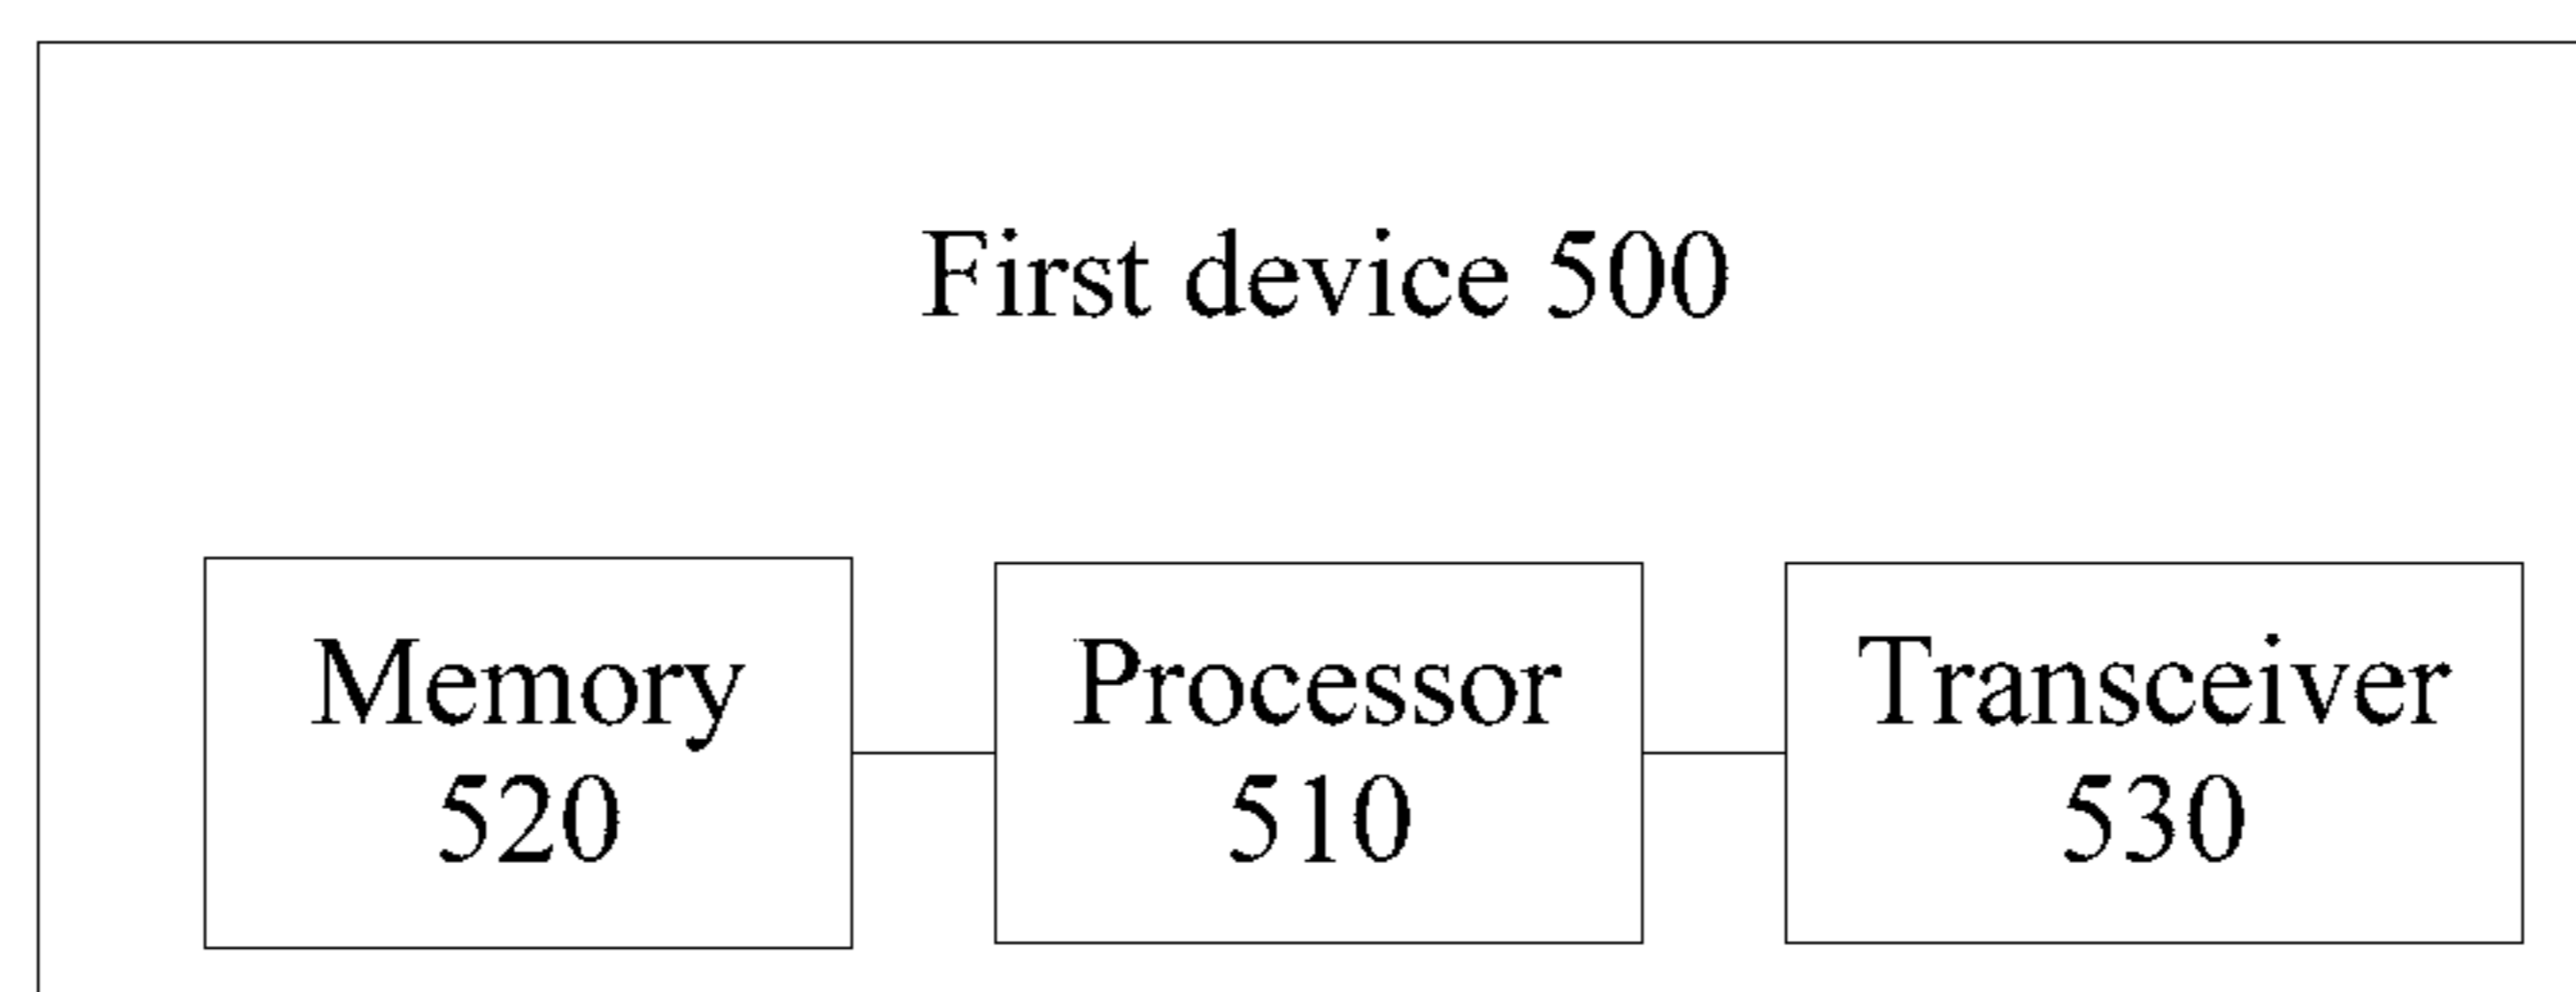 First device 500
Memory
520
Processor
510
Transceiver
530